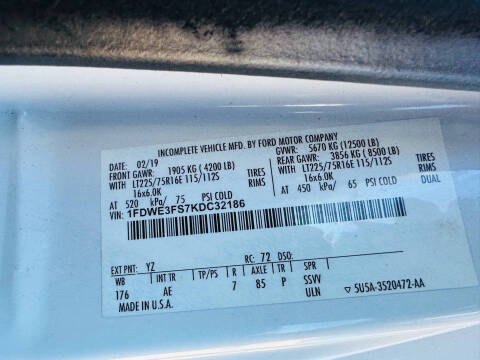 INCOMPLETE VEHICLE MFD. BY FORD MOTOR COMPANY
02/19 GVWR: 5670 KG (12500 LB)
FRONT GAWR: 1905 KG ( 4200 LB) REAR GAWR: 3856 KG ( 8500 LB)
WITH LT225/75R16E 115/112S TIRES WITH LT225/75R16E 115/112S TIRES
16x6.0K RIMS 16x6.0K RIMS DUAL
AT 520 kPa/ 75 PSI COLD AT 450 kPa/ 65 PSI COLD
VIN: 1FDWE3FS7KDC32186
EXT PNT: YZ RC: 72 DSO:
WB INT TR TP/PS R AXLE TR SPR
176 AE 7 85 P SSVV
MADE IN U.S.A. ULN ▽ 5U5A-3520472-AA